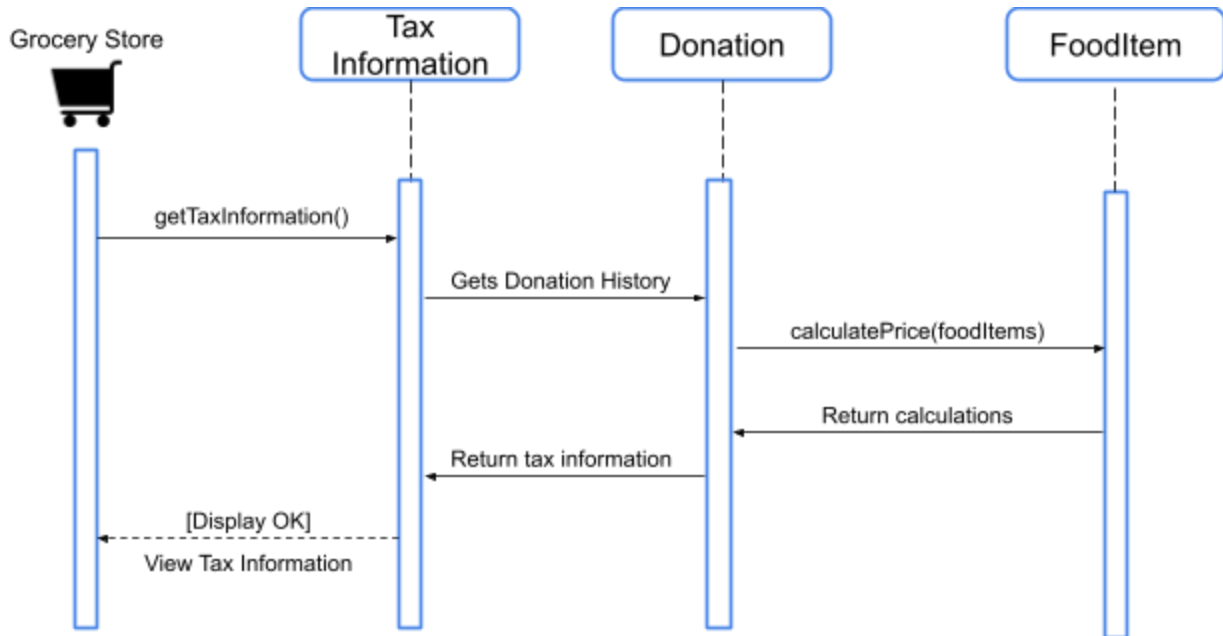 Grocery Store
Tax
Information
Donation
FoodItem
getTaxInformation()
Gets Donation History
calculatePrice(foodItems)
Return calculations
Return tax information
[Display OK]
View Tax Information